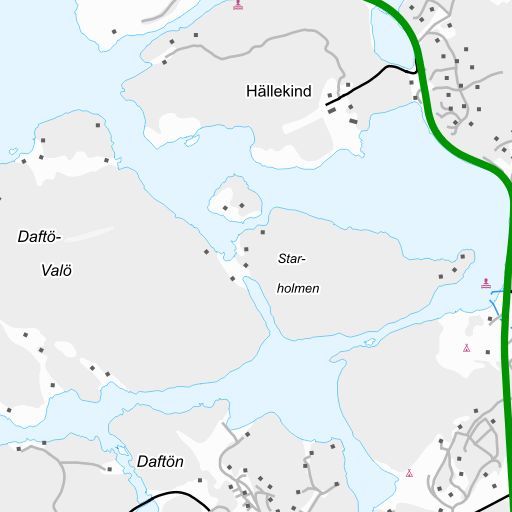 Hällekind
Daftö-
Valö
Star-
holmen
Daftön